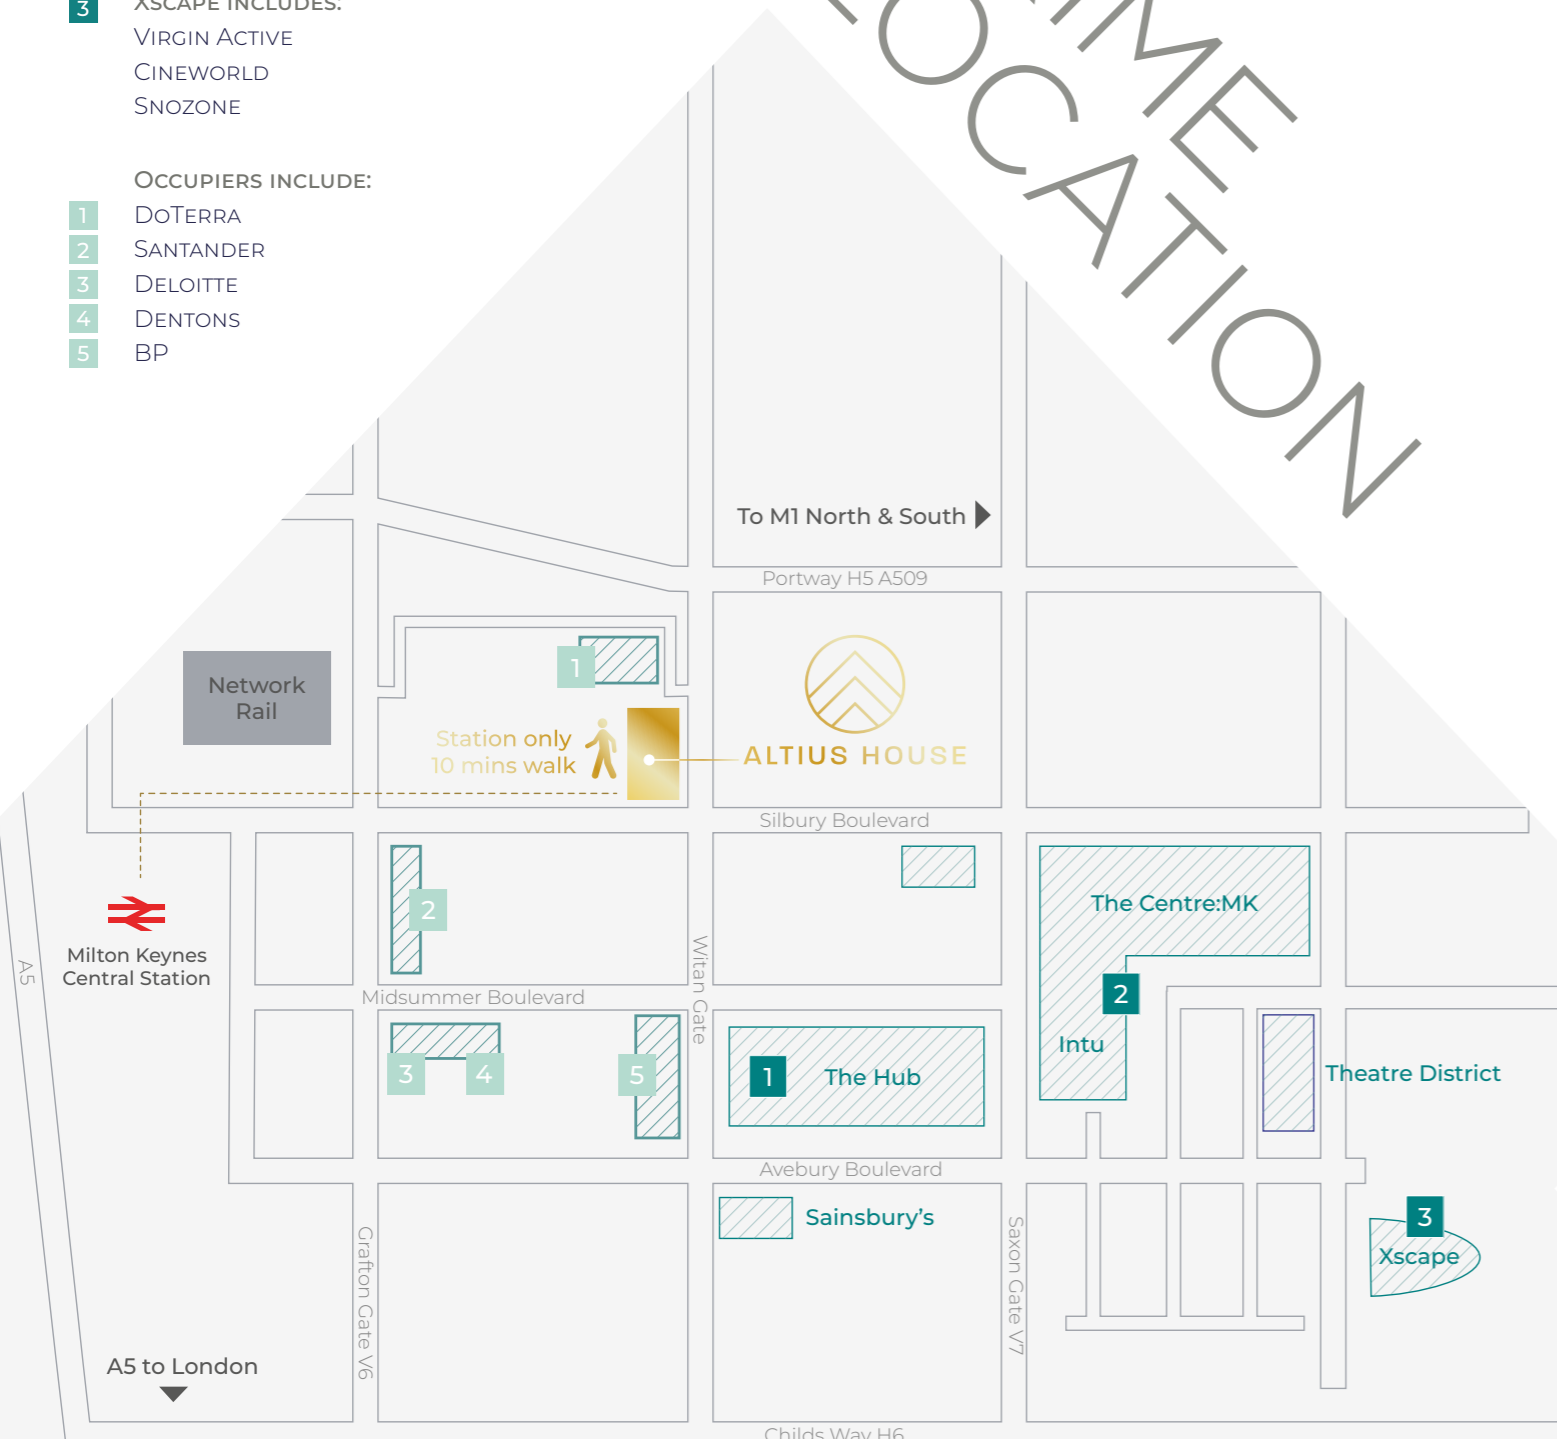 3 XSCAPE INCLUDES:
VIRGIN ACTIVE
CINEWORLD
SNOZONE
OCCUPIERS INCLUDE:
1 DOTERRA
2 SANTANDER
3 DELOITTE
4 DENTONS
5 BP
LOCATION
To M1 North & South
Portway H5 A509
Network
Rail
1
Station only
10 mins walk
ALTIUS HOUSE
Silbury Boulevard
The Centre:MK
2
Milton Keynes
Central Station
A5
Witan Gate
Midsummer Boulevard
2
Intu
3
4
5
1
The Hub
Theatre District
Avebury Boulevard
Sainsbury’s
3
Xscape
Grafton Gate V6
Saxon Gate V7
A5 to London
Childs Way H6